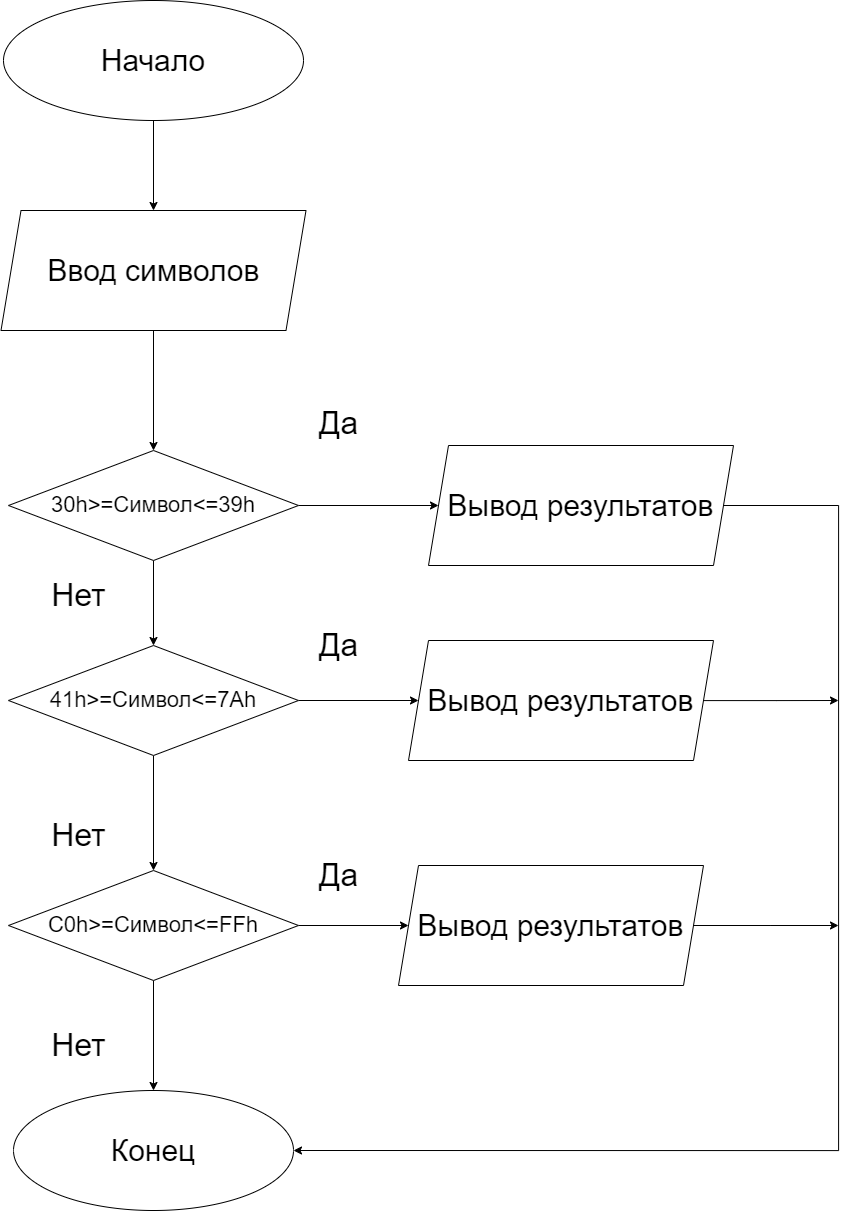 Начало
Ввод символов
Да
30h>=Символ<=39h
Вывод результатов
Нет
Да
41h>=Символ<=7Ah
Вывод результатов
Нет
Да
C0h>=Символ<=FFh
Вывод результатов
Нет
Конец